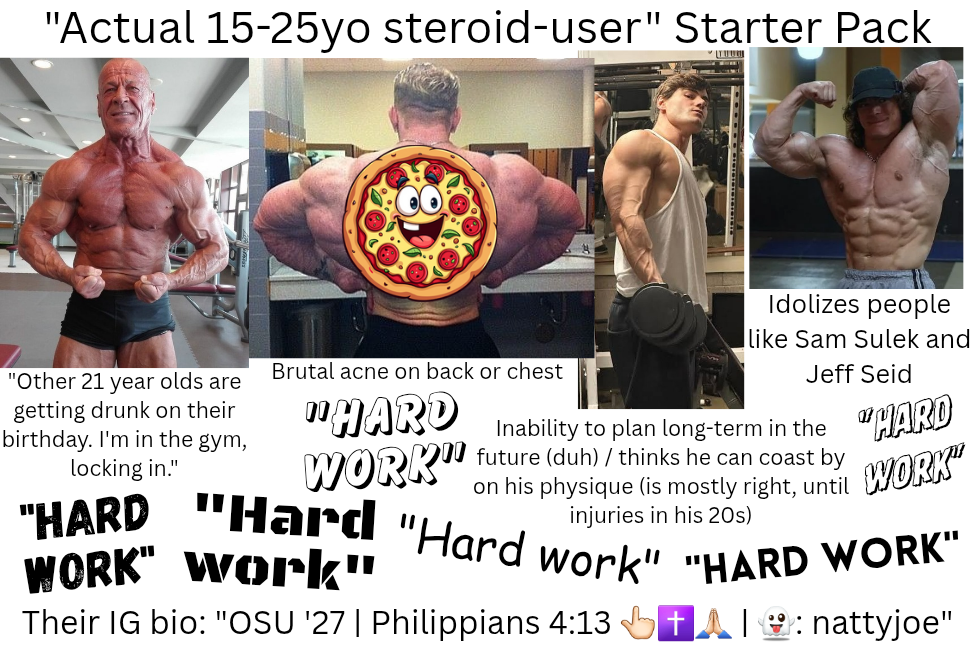 "Actual 15-25yo steroid-user" Starter Pack
"Other 21 year olds are
getting drunk on their
birthday. I'm in the gym,
locking in."
Brutal acne on back or chest
"HARD
WORK"
Inability to plan long-term in the
future (duh) / thinks he can coast by
on his physique (is mostly right, until
injuries in his 20s)
Idolizes people
like Sam Sulek and
Jeff Seid
"HARD
WORK"
"HARD
WORK"
"Hard
work"
"Hard work"
"HARD WORK"
Their IG bio: "OSU '27 | Philippians 4:13 👆🏻✝️🙏🏻 | 👻: nattyjoe"